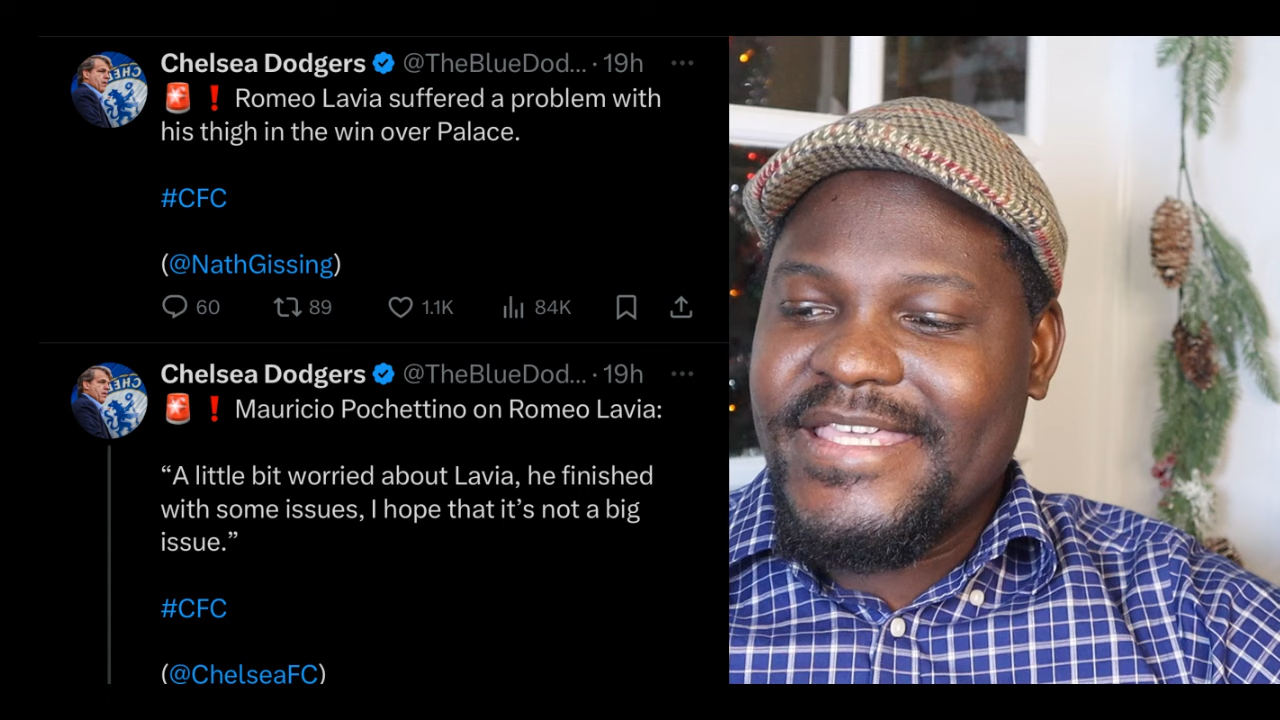 Chelsea Dodgers @TheBlueDod... · 19h
🚨 ❗ Romeo Lavia suffered a problem with
his thigh in the win over Palace.
#CFC
(@NathGissing)
60 89 1.1K 84K
Chelsea Dodgers @TheBlueDod... · 19h
🚨 ❗ Mauricio Pochettino on Romeo Lavia:
“A little bit worried about Lavia, he finished
with some issues, I hope that it’s not a big
issue.”
#CFC
(@ChelseaFC)